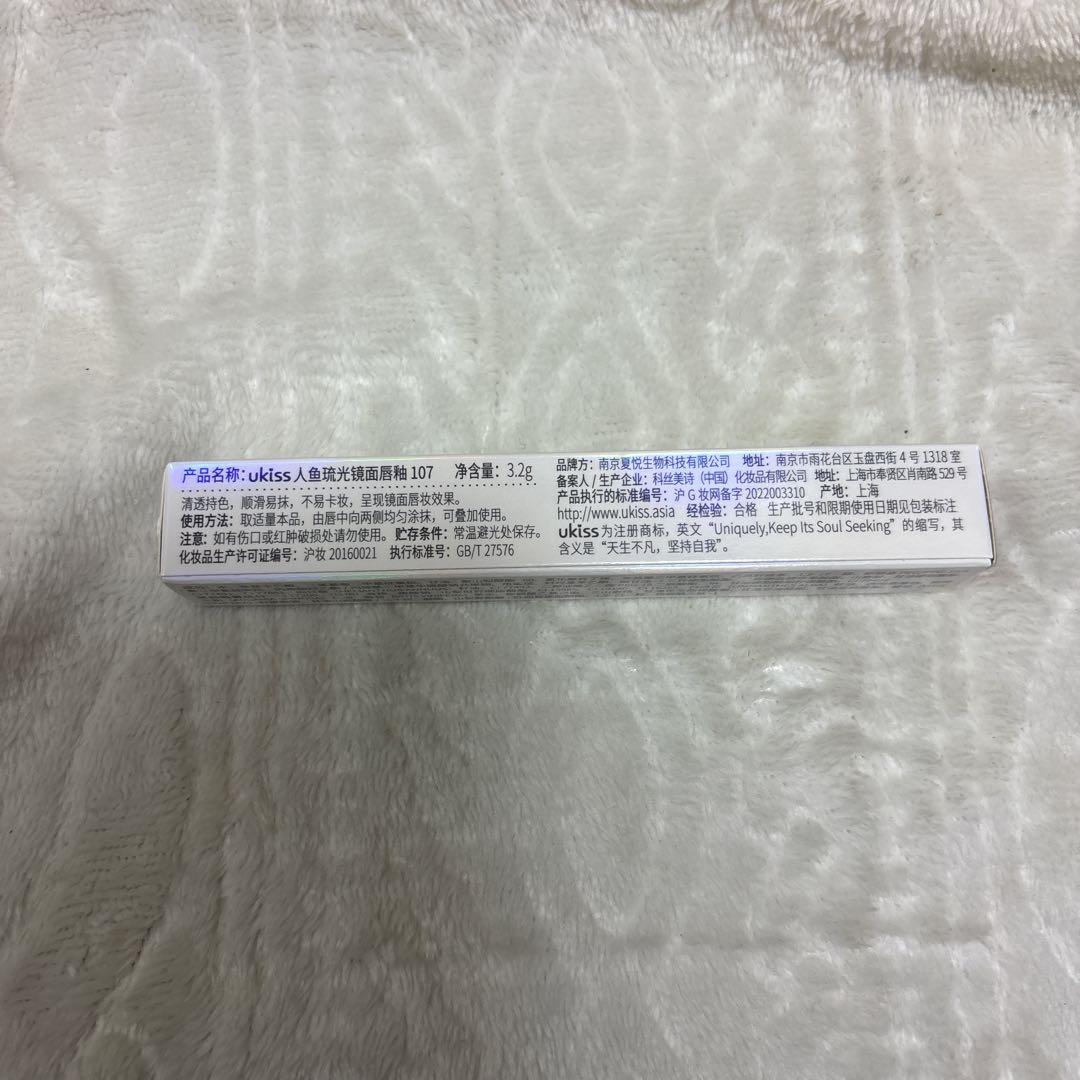 产品名称：ukiss 人鱼琉光镜面唇釉 107 净含量：3.2g
清透持色，顺滑易抹，不易卡妆，呈现镜面唇妆效果。
使用方法：取适量本品，由唇中向两侧均匀涂抹，可叠加使用。
注意：如有伤口或红肿破损处请勿使用。 贮存条件：常温避光处保存。
化妆品生产许可证编号：沪妆 20160021 执行标准号：GB/T 27576
品牌方：南京夏悦生物科技有限公司 地址：南京市雨花台区玉盘西街 4 号 1318 室
备案人 / 生产企业：科丝美诗（中国）化妆品有限公司 地址：上海市奉贤区肖南路 529 号
产品执行的标准编号：沪 G 妆网备字 2022003310 产地：上海
http://www.ukiss.asia 经检验：合格 生产批号和限期使用日期见包装标注
ukiss 为注册商标，英文“Uniquely,Keep Its Soul Seeking”的缩写，其
含义是“天生不凡，坚持自我”。